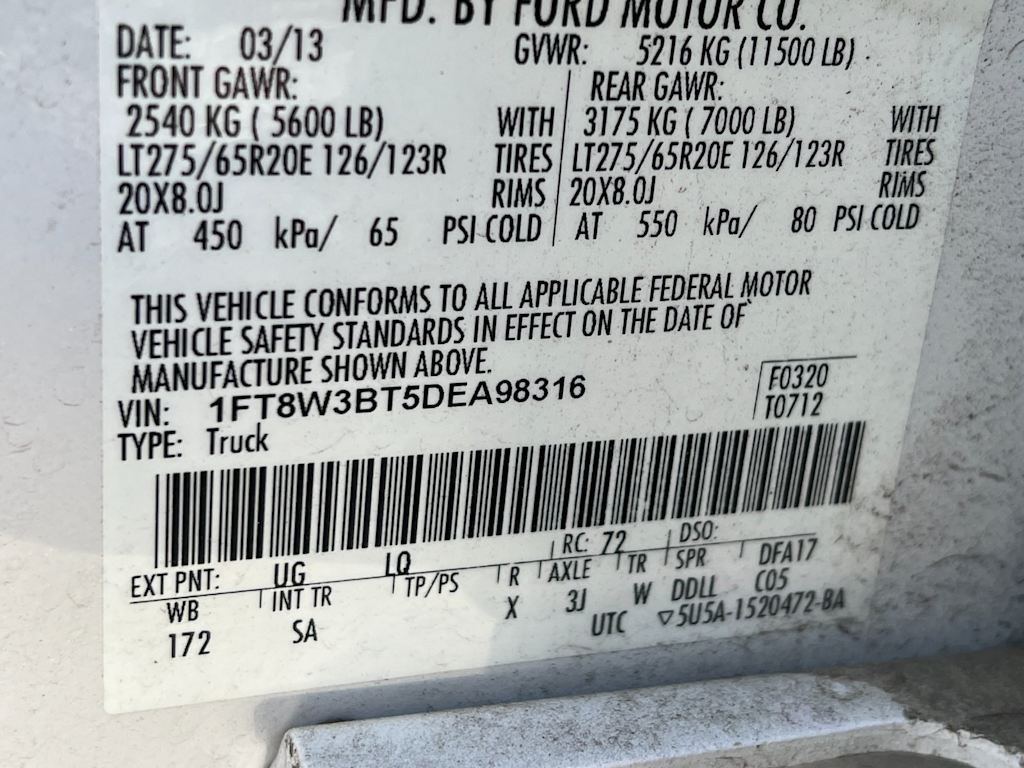 MFD. BY FORD MOTOR CO.
DATE: 03/13 GVWR: 5216 KG (11500 LB)
FRONT GAWR: REAR GAWR:
2540 KG ( 5600 LB) WITH 3175 KG ( 7000 LB) WITH
LT275/65R20E 126/123R TIRES LT275/65R20E 126/123R TIRES
20X8.0J RIMS 20X8.0J RIMS
AT 450 kPa/ 65 PSI COLD AT 550 kPa/ 80 PSI COLD
THIS VEHICLE CONFORMS TO ALL APPLICABLE FEDERAL MOTOR
VEHICLE SAFETY STANDARDS IN EFFECT ON THE DATE OF
MANUFACTURE SHOWN ABOVE.
VIN: 1FT8W3BT5DEA98316 F0320
TYPE: Truck T0712
EXT PNT: UG LQ RC: 72 DSO:
WB INT TR TP/PS R AXLE TR SPR DFA17
172 SA X 3J W DDLL C05
UTC ▽5U5A-1520472-BA